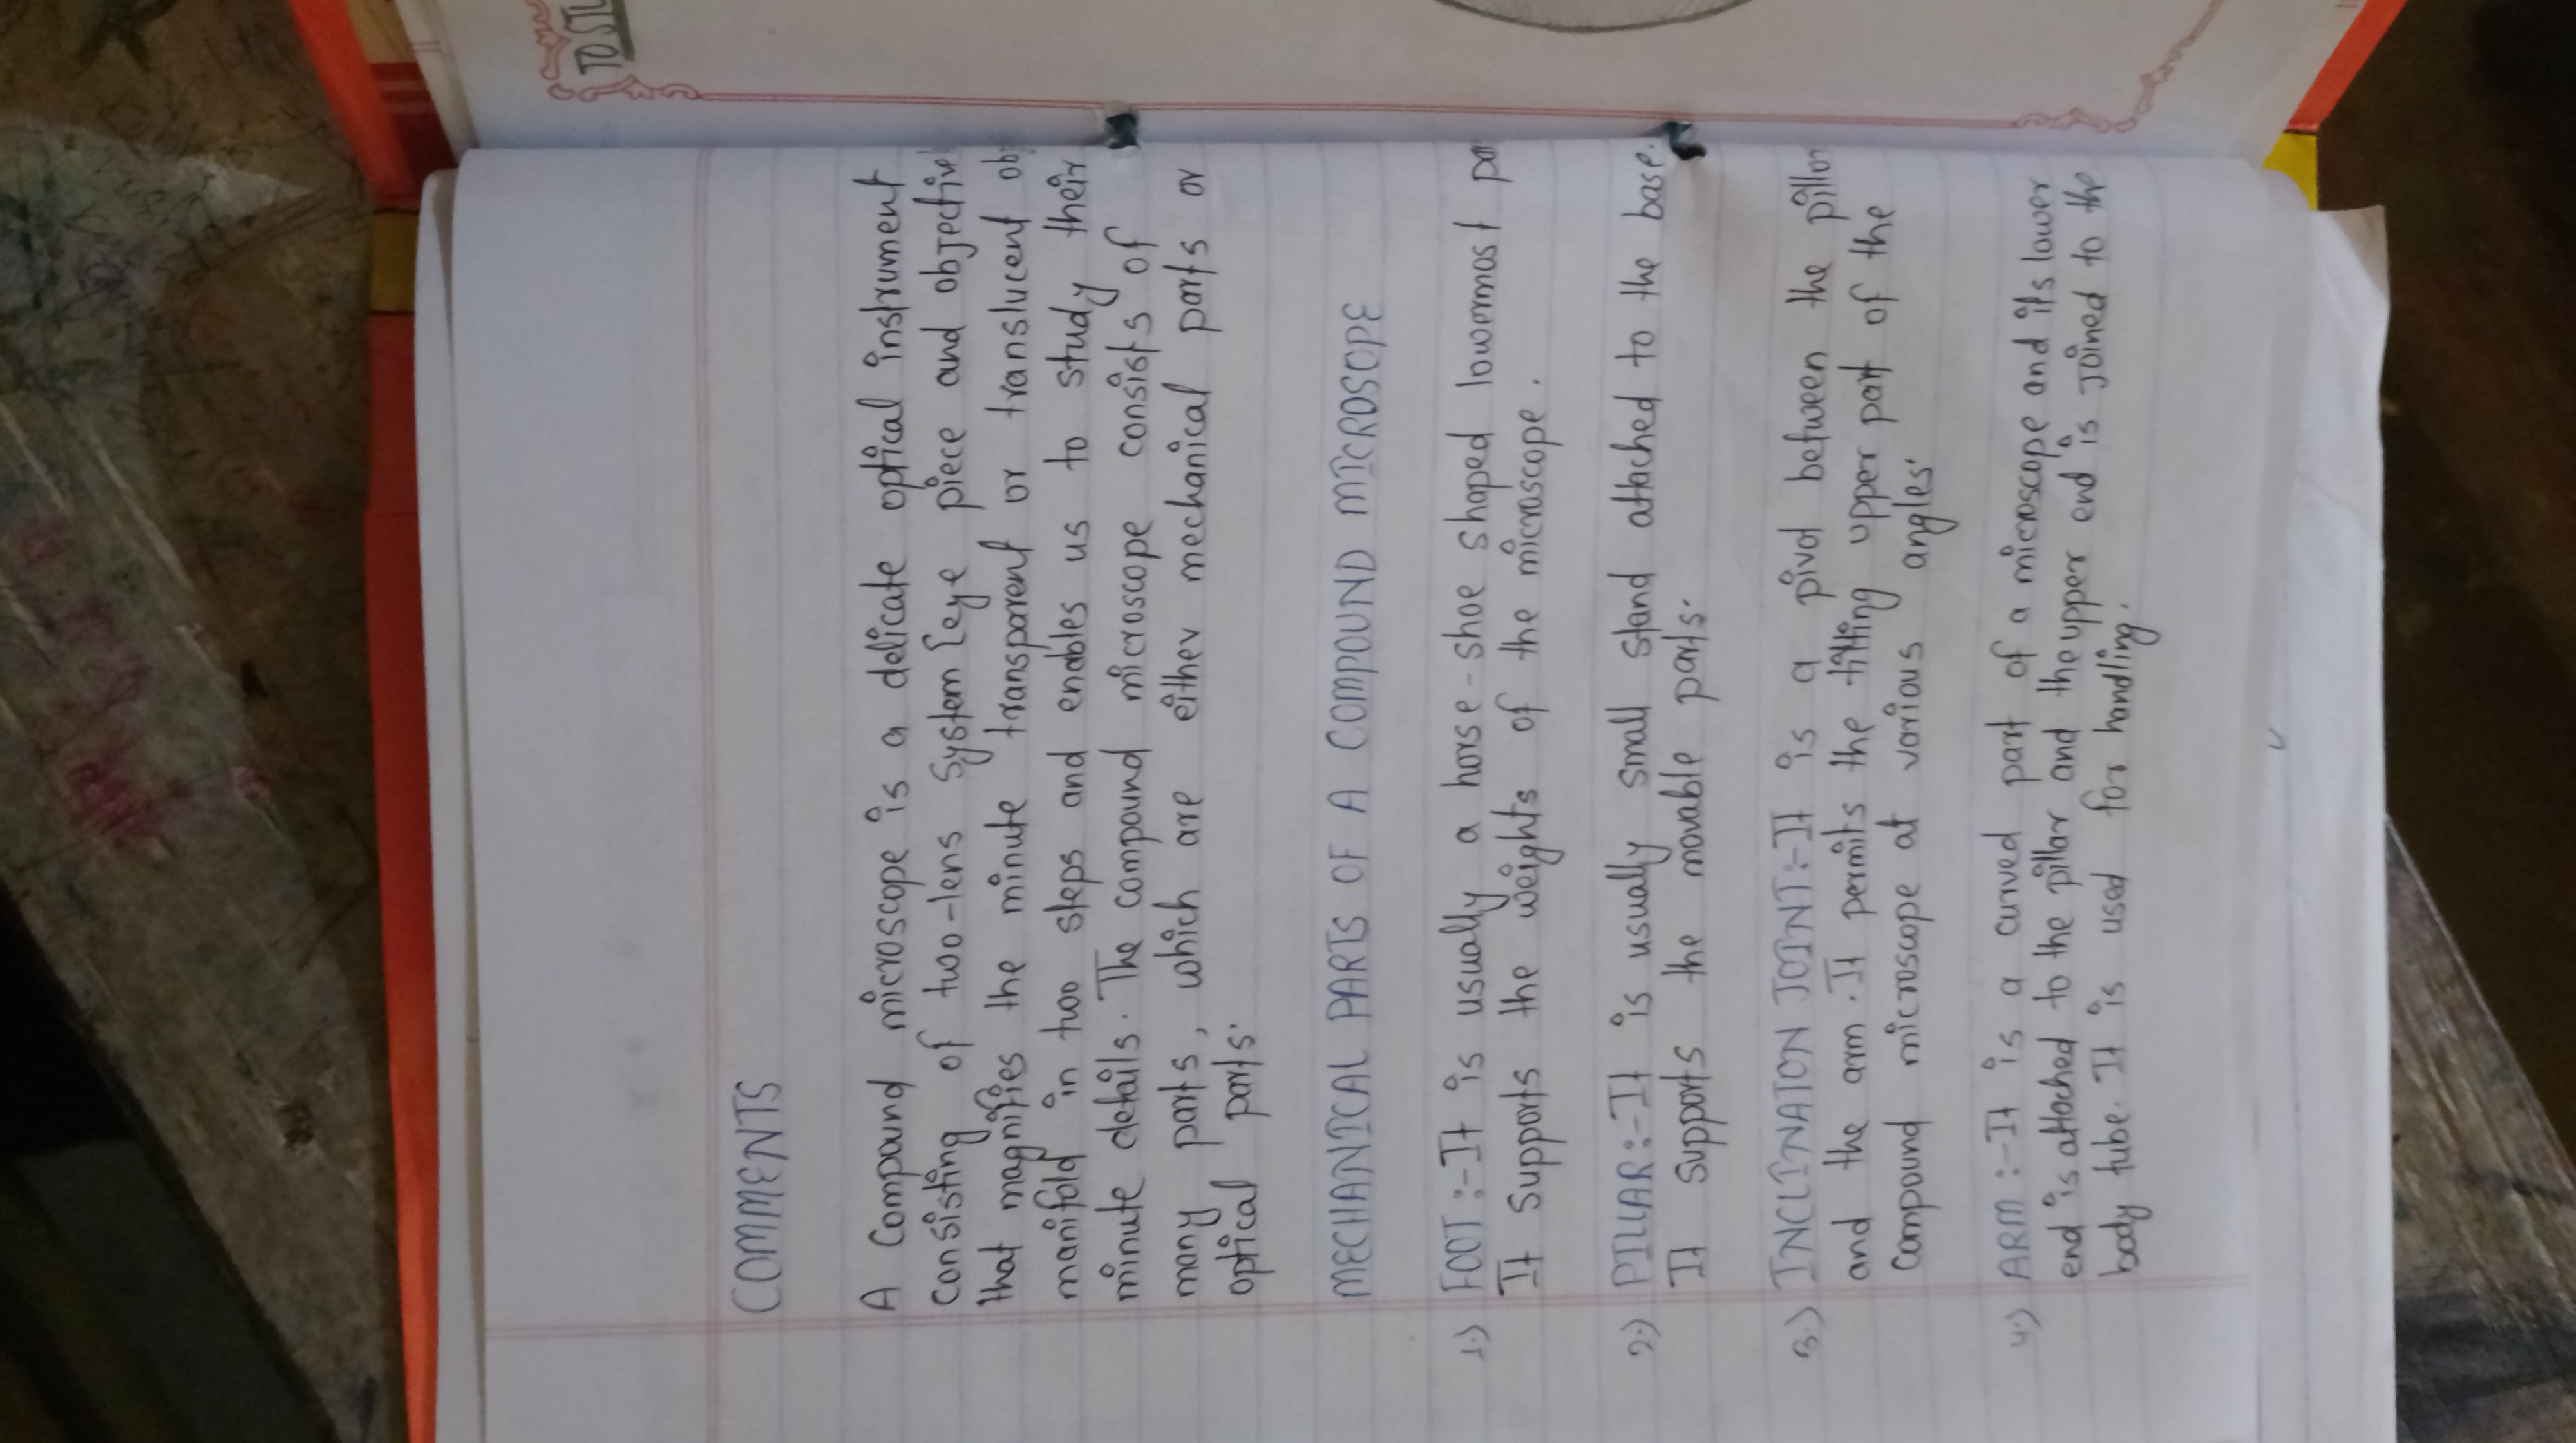 COMMENTS
A Compound microscope is a delicate optical instrument
Consisting of two-lens system [eye piece and objective
that magnifies the minute transparent or translucent obj
manifold in two steps and enables us to study their
minute details. The compound microscope consists of
many parts, which are either mechanical parts or
optical parts.
MECHANICAL PARTS OF A COMPOUND MICROSOPE
1.) FOOT :- It is usually a horse-shoe shaped lowermost par
It supports the weights of the microscope.
2.) PILLAR :- It is usually small stand attached to the base.
It supports the movable parts.
3.) INCLINATION JOINT :- It is a pivot between the pillar
and the arm. It permits the tilting upper part of the
Compound microscope at various angles.
4.) ARM :- It is a curved part of a microscope and its lower
end is attached to the pillar and the upper end is joined to the
body tube. It is used for handling.
TO STU